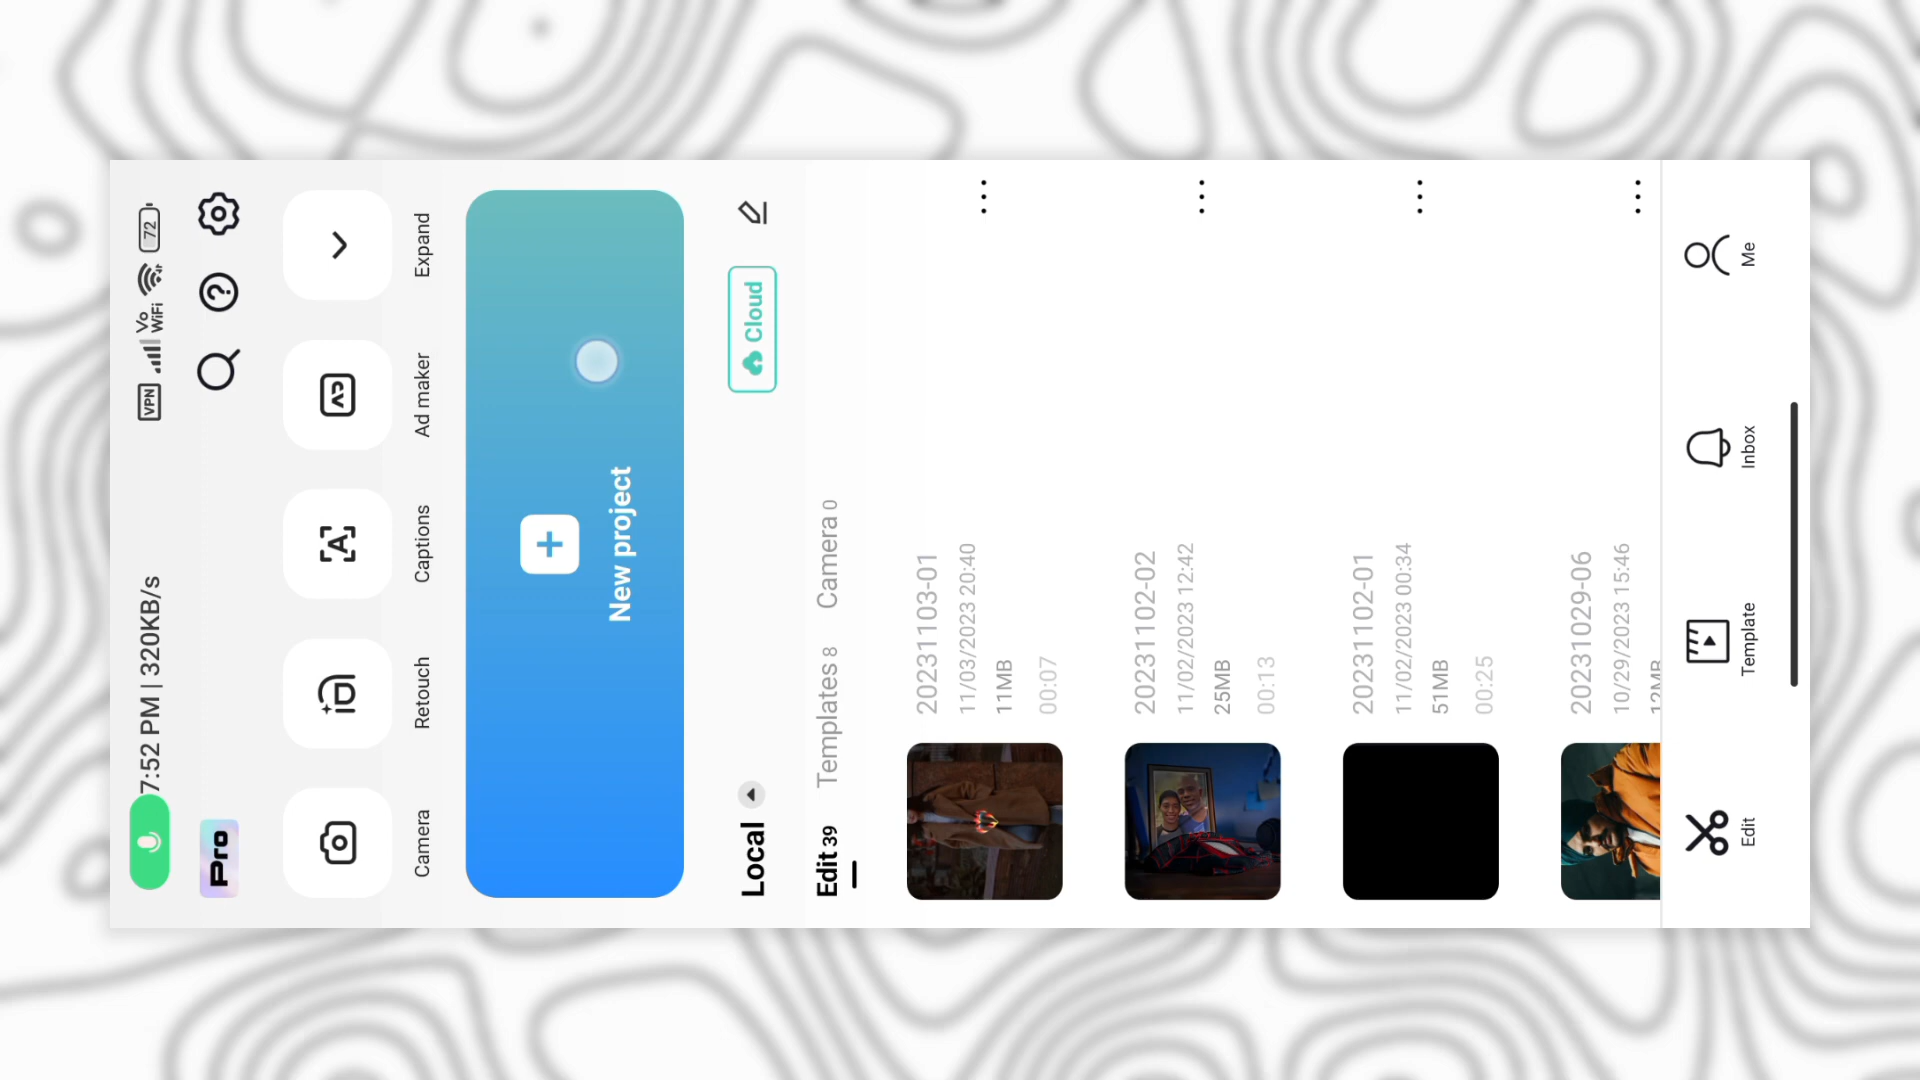 7:52 PM | 320KB/s
VPN
Vo
WiFi
72
Pro
Camera
Retouch
Captions
Ad maker
Expand
New project
Local
Cloud
Edit 39
Templates 8
Camera 0
20231103-01
11/03/2023 20:40
11MB
00:07
20231102-02
11/02/2023 12:42
25MB
00:13
20231102-01
11/02/2023 00:34
51MB
00:25
20231029-06
10/29/2023 15:46
12MB
Edit
Template
Inbox
Me